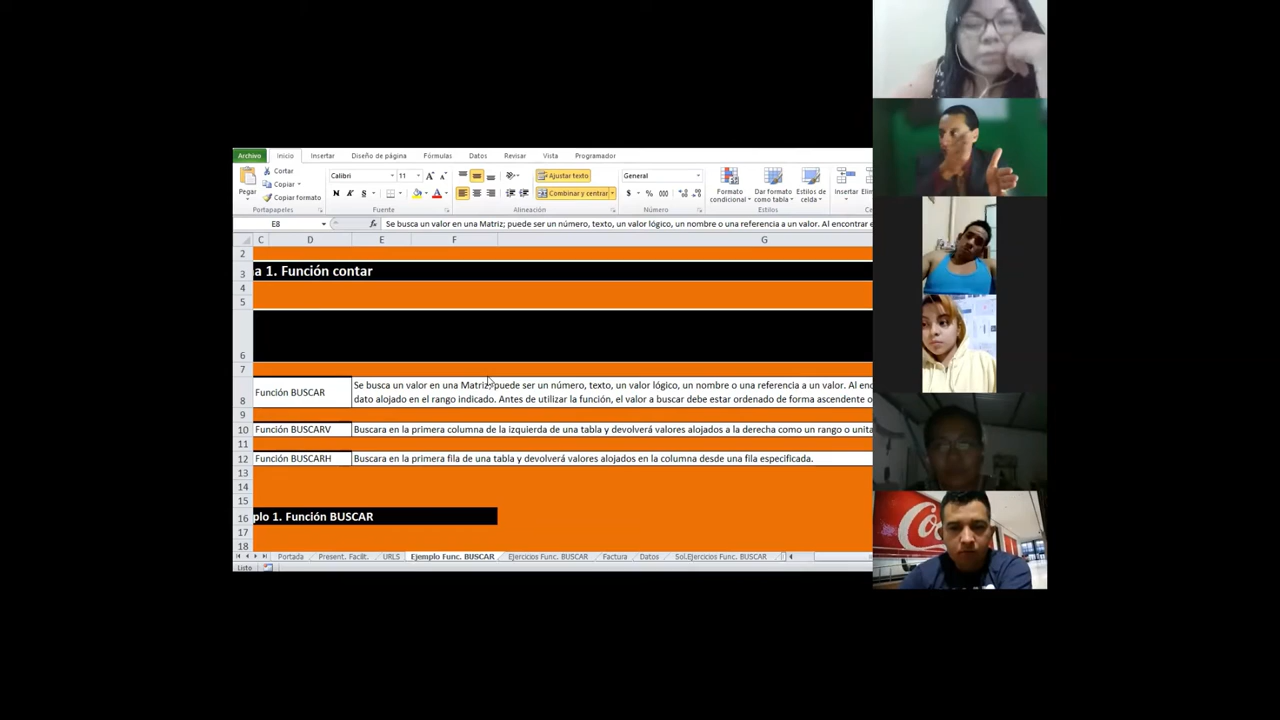 Archivo Inicio Insertar Diseño de página Fórmulas Datos Revisar Vista Programador
Pegar
Cortar
Copiar
Copiar formato
Portapapeles
Calibri 11
N K S
Fuente
Ajustar texto
Combinar y centrar
Alineación
General
$ % 000
Número
Formato condicional
Dar formato como tabla
Estilos de celda
Estilos
Insertar
Elimin
E8 fx Se busca un valor en una Matriz; puede ser un número, texto, un valor lógico, un nombre o una referencia a un valor. Al encontrar e
C D E F G
2
3 a 1. Función contar
4
5
6
7
8 Función BUSCAR Se busca un valor en una Matriz; puede ser un número, texto, un valor lógico, un nombre o una referencia a un valor. Al enc
dato alojado en el rango indicado. Antes de utilizar la función, el valor a buscar debe estar ordenado de forma ascendente o
9
10 Función BUSCARV Buscara en la primera columna de la izquierda de una tabla y devolverá valores alojados a la derecha como un rango o unita
11
12 Función BUSCARH Buscara en la primera fila de una tabla y devolverá valores alojados en la columna desde una fila especificada.
13
14
15
16 plo 1. Función BUSCAR
17
18
Portada Present. Facilit. URLS Ejemplo Func. BUSCAR Ejercicios Func. BUSCAR Factura Datos Sol.Ejercicios Func. BUSCAR
Listo
Co